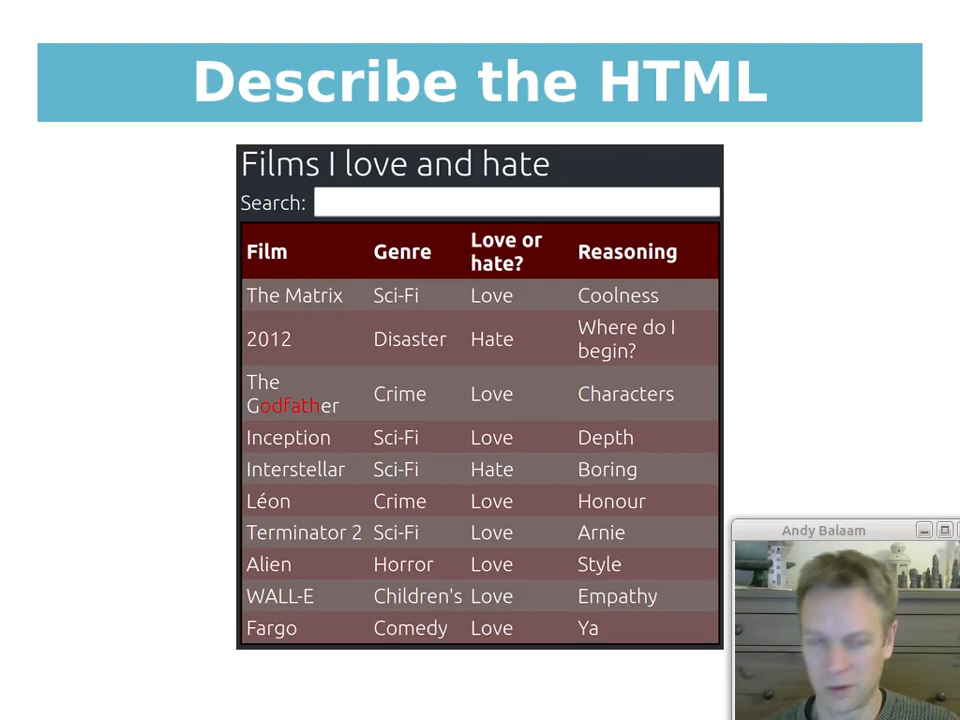 Describe the HTML
Films I love and hate
Search:
Film Genre Love or hate? Reasoning
The Matrix Sci-Fi Love Coolness
2012 Disaster Hate Where do I begin?
The Godfather Crime Love Characters
Inception Sci-Fi Love Depth
Interstellar Sci-Fi Hate Boring
Léon Crime Love Honour
Terminator 2 Sci-Fi Love Arnie
Alien Horror Love Style
WALL-E Children's Love Empathy
Fargo Comedy Love Ya
Andy Balaam